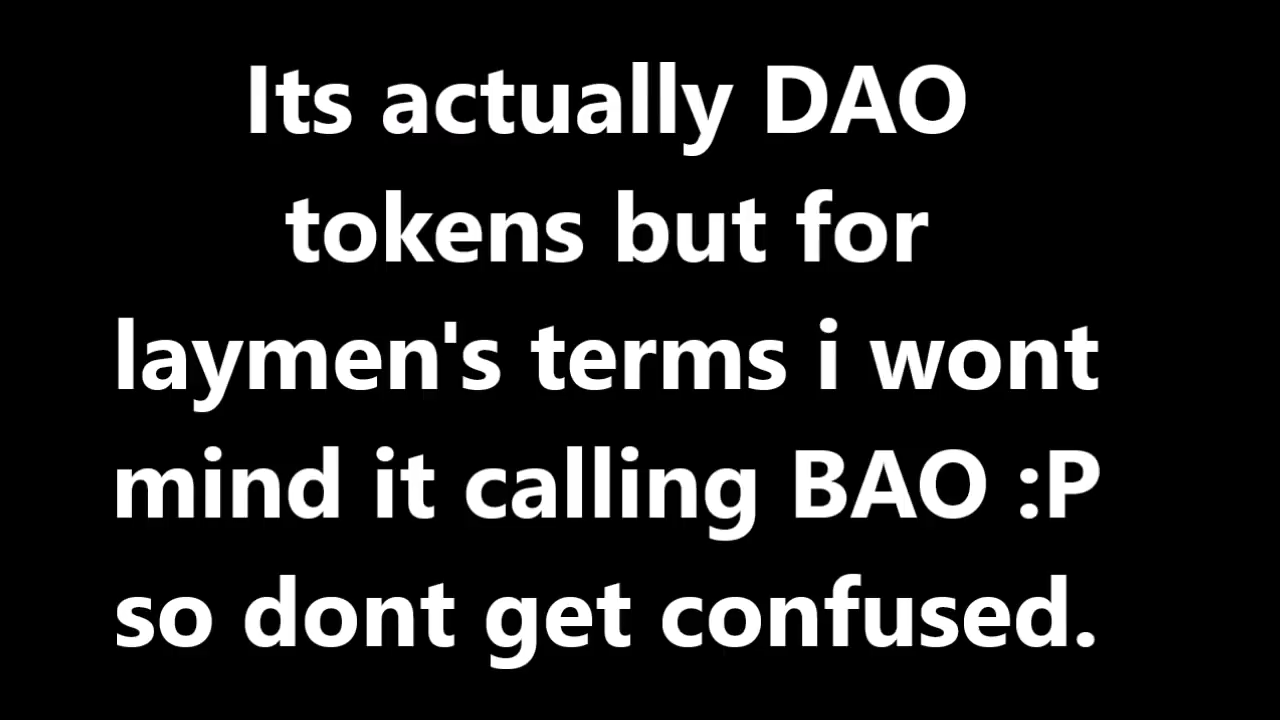 Its actually DAO
tokens but for
laymen's terms i wont
mind it calling BAO :P
so dont get confused.